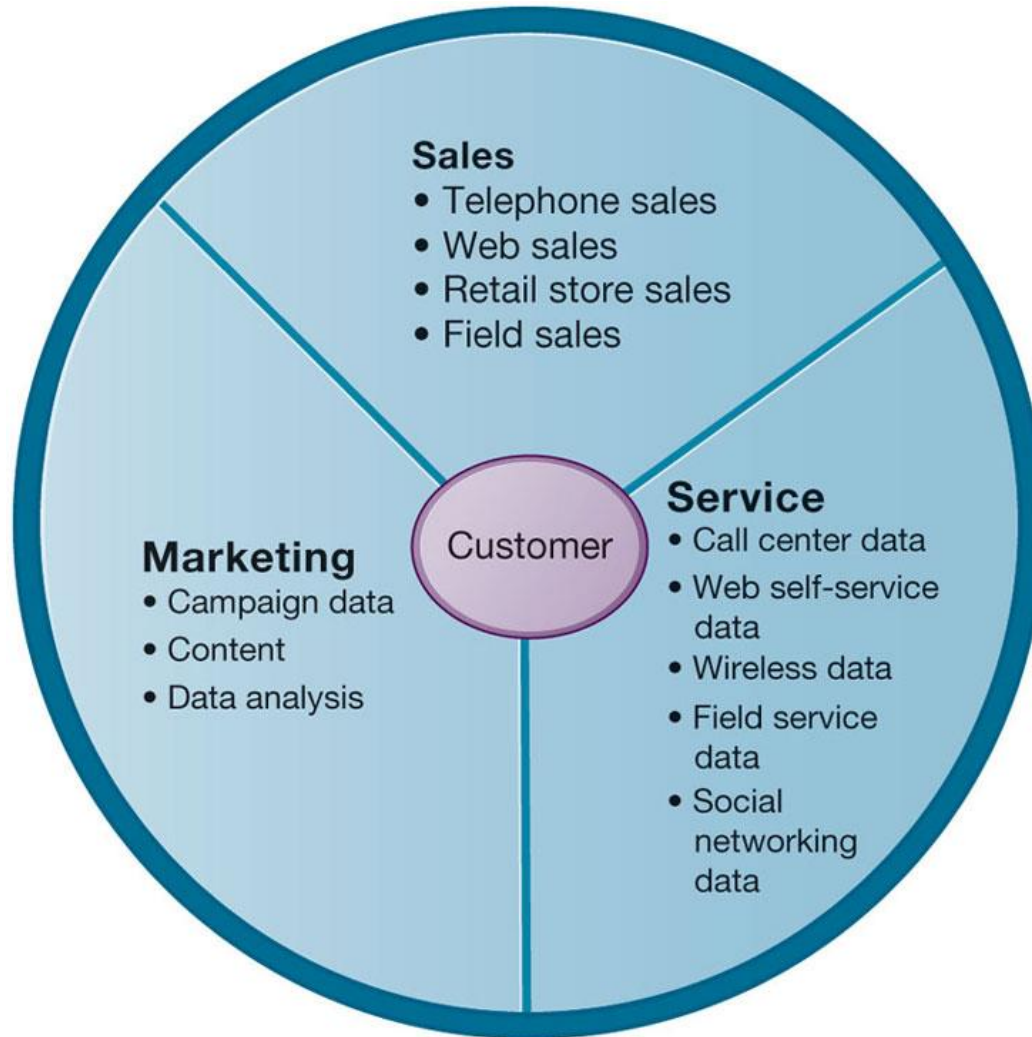 Sales
• Telephone sales
• Web sales
• Retail store sales
• Field sales
Customer
Marketing
• Campaign data
• Content
• Data analysis
Service
• Call center data
• Web self-service
data
• Wireless data
• Field service
data
• Social
networking
data